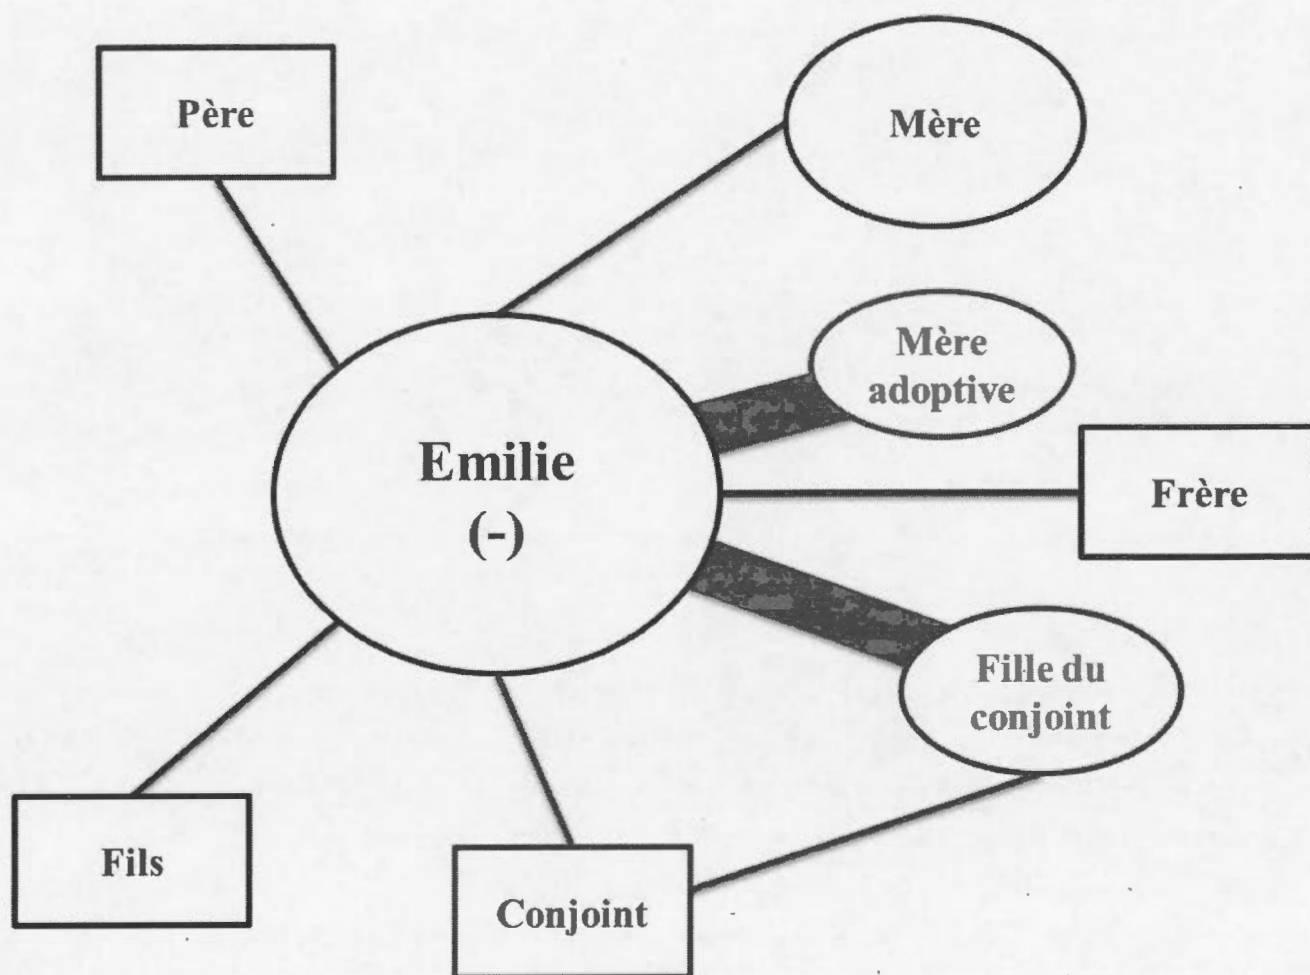 Père
Mère
Mère
adoptive
Emilie
(-)
Frère
Fille du
conjoint
Fils
Conjoint